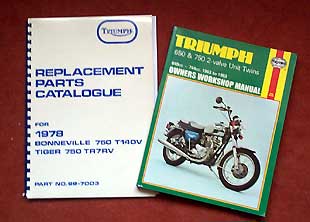 TRIUMPH
REPLACEMENT
PARTS
CATALOGUE
FOR
1978
BONNEVILLE 750 T140V
TIGER 750 TR7RV
PART NO. 99-7003
TRIUMPH
650 & 750 2-valve Unit Twins
OWNERS WORKSHOP MANUAL